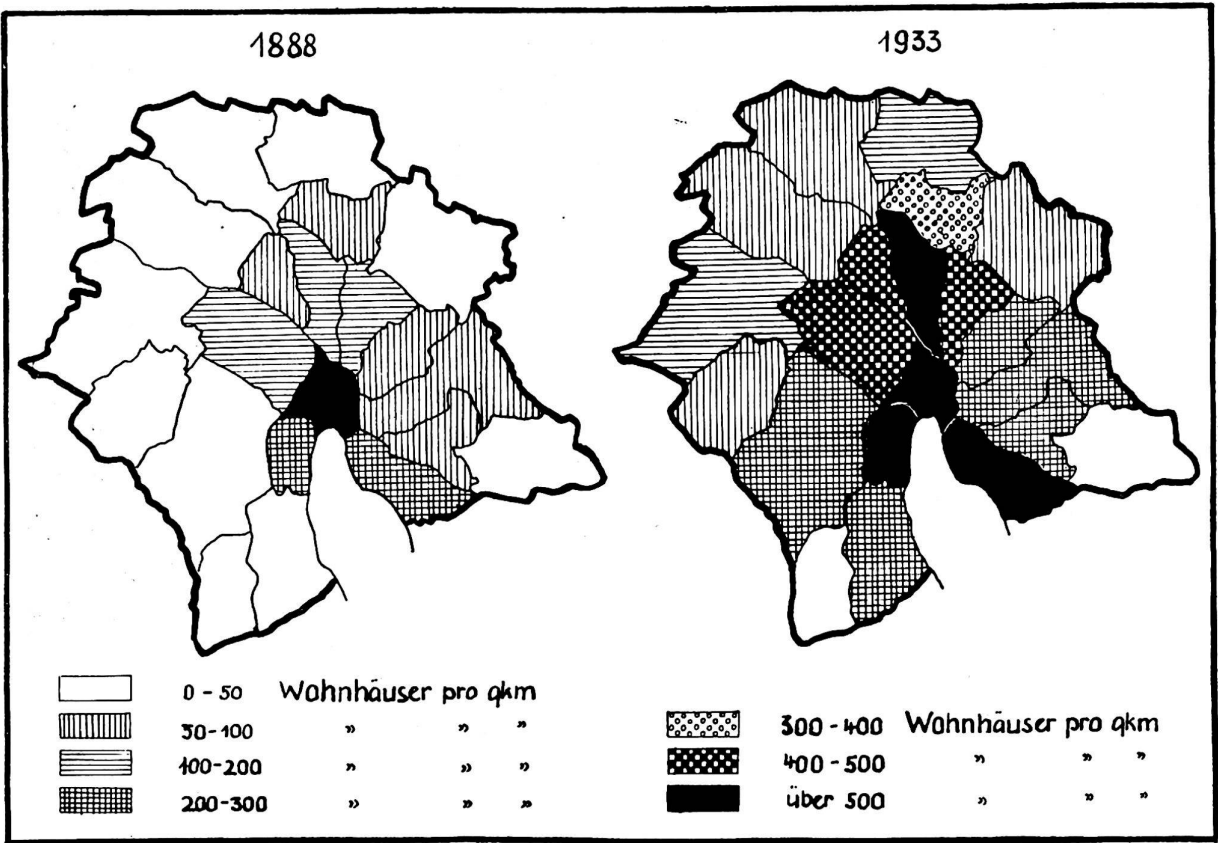 1888
1933
0 - 50 Wohnhäuser pro qkm
50-100 " " "
100-200 " " "
200-300 " " "
300 - 400 Wohnhäuser pro qkm
400 - 500 " " "
über 500 " " "